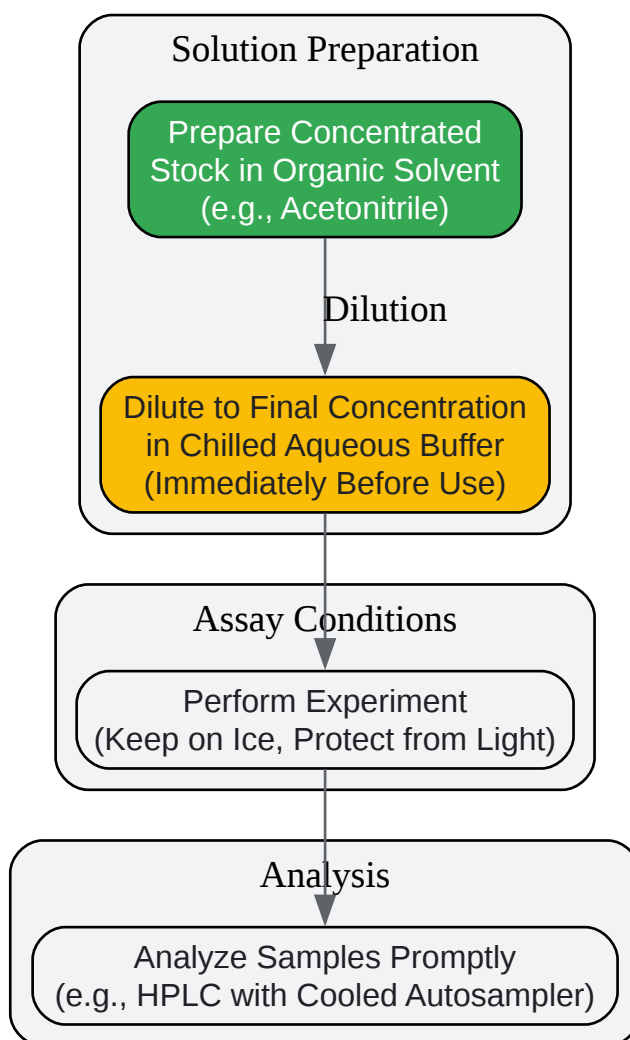 Solution Preparation
Prepare Concentrated
Stock in Organic Solvent
(e.g., Acetonitrile)
Dilution
Dilute to Final Concentration
in Chilled Aqueous Buffer
(Immediately Before Use)
Assay Conditions
Perform Experiment
(Keep on Ice, Protect from Light)
Analysis
Analyze Samples Promptly
(e.g., HPLC with Cooled Autosampler)